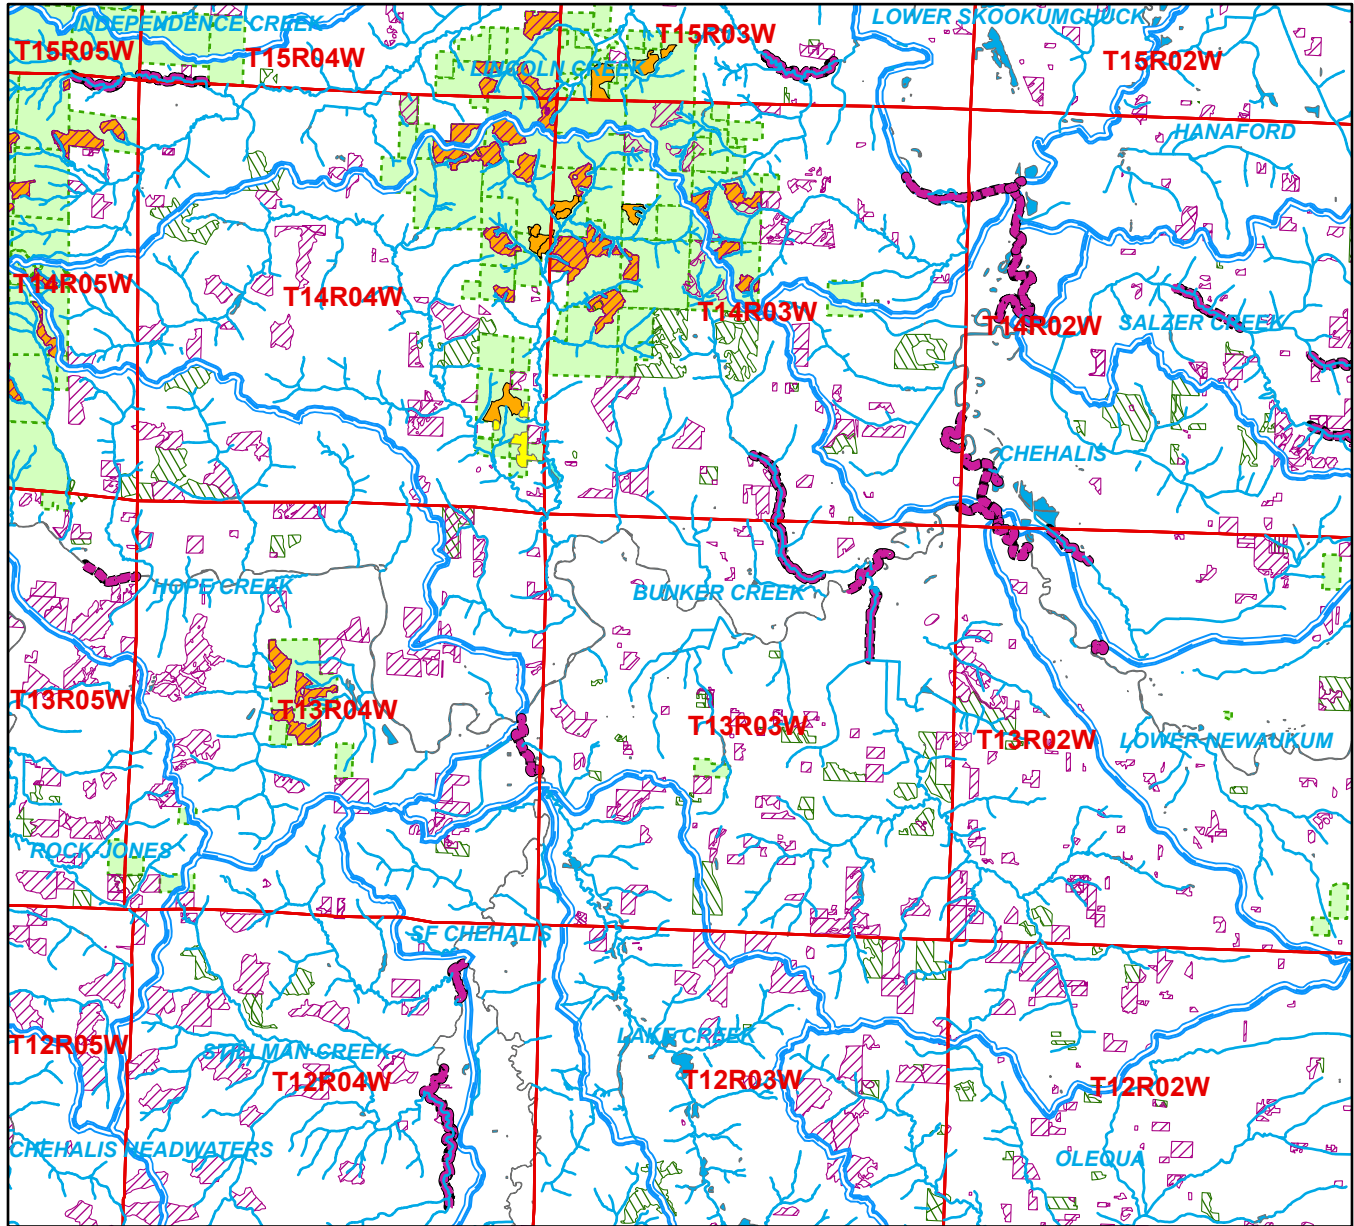 INDEPENDENCE CREEK
LOWER SKOOKUMCHUCK
T15R05W
T15R04W
T15R03W
T15R02W
LINCOLN CREEK
HANAFORD
T14R05W
T14R04W
T14R03W
T14R02W
SALZER CREEK
CHEHALIS
HOPE CREEK
BUNKER CREEK
T13R05W
T13R04W
T13R03W
T13R02W
LOWER NEWAUKUM
ROCK-JONES
SF CHEHALIS
T12R05W
STILLMAN CREEK
LAKE CREEK
T12R04W
T12R03W
T12R02W
CHEHALIS HEADWATERS
OLEQUA